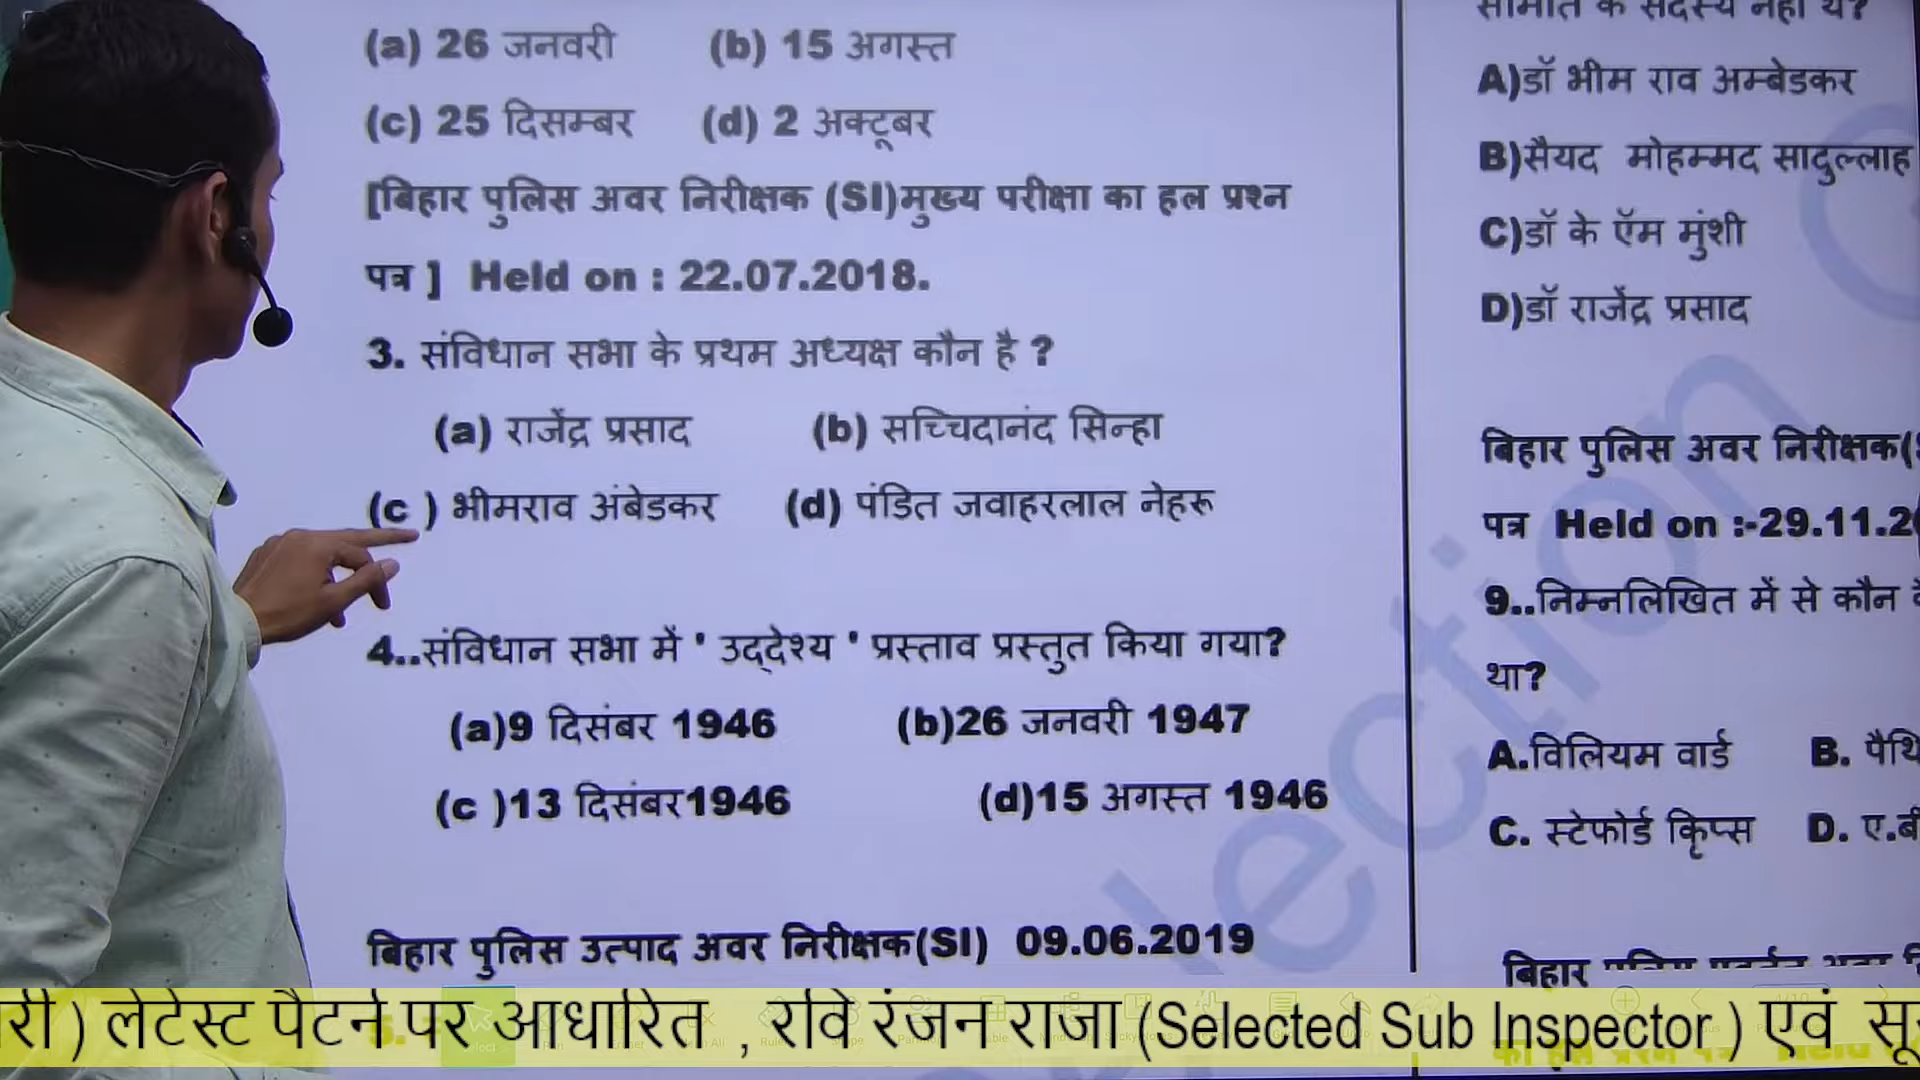 (a) 26 जनवरी (b) 15 अगस्त
(c) 25 दिसम्बर (d) 2 अक्टूबर
[बिहार पुलिस अवर निरीक्षक (SI)मुख्य परीक्षा का हल प्रश्न
पत्र ] Held on : 22.07.2018.
3. संविधान सभा के प्रथम अध्यक्ष कौन है ?
(a) राजेंद्र प्रसाद (b) सच्चिदानंद सिन्हा
(c ) भीमराव अंबेडकर (d) पंडित जवाहरलाल नेहरू
4..संविधान सभा में ' उद्देश्य ' प्रस्ताव प्रस्तुत किया गया?
(a)9 दिसंबर 1946 (b)26 जनवरी 1947
(c )13 दिसंबर1946 (d)15 अगस्त 1946
बिहार पुलिस उत्पाद अवर निरीक्षक(SI) 09.06.2019
समिति के सदस्य नहीं थे?
A)डॉ भीम राव अम्बेडकर
B)सैयद मोहम्मद सादुल्लाह
C)डॉ के ऍम मुंशी
D)डॉ राजेंद्र प्रसाद
बिहार पुलिस अवर निरीक्षक(
पत्र Held on :-29.11.2
9..निम्नलिखित में से कौन
था?
A.विलियम वार्ड B. पैथि
C. स्टेफोर्ड क्रिप्स D. ए.बी
बिहार
री ) लेटेस्ट पैटर्न पर आधारित , रवि रंजन राजा (Selected Sub Inspector ) एवं सू